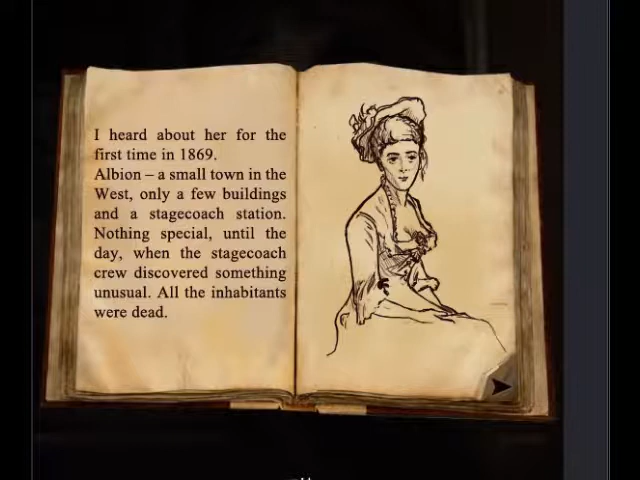 I heard about her for the
first time in 1869.
Albion – a small town in the
West, only a few buildings
and a stagecoach station.
Nothing special, until the
day, when the stagecoach
crew discovered something
unusual. All the inhabitants
were dead.